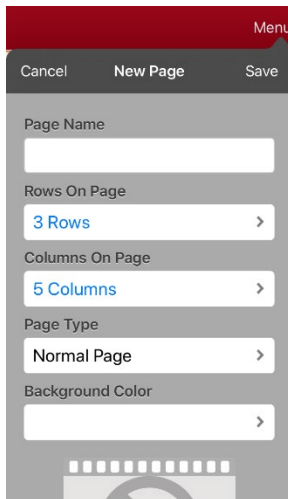 Menu
Cancel New Page Save
Page Name
Rows On Page
3 Rows
Columns On Page
5 Columns
Page Type
Normal Page
Background Color